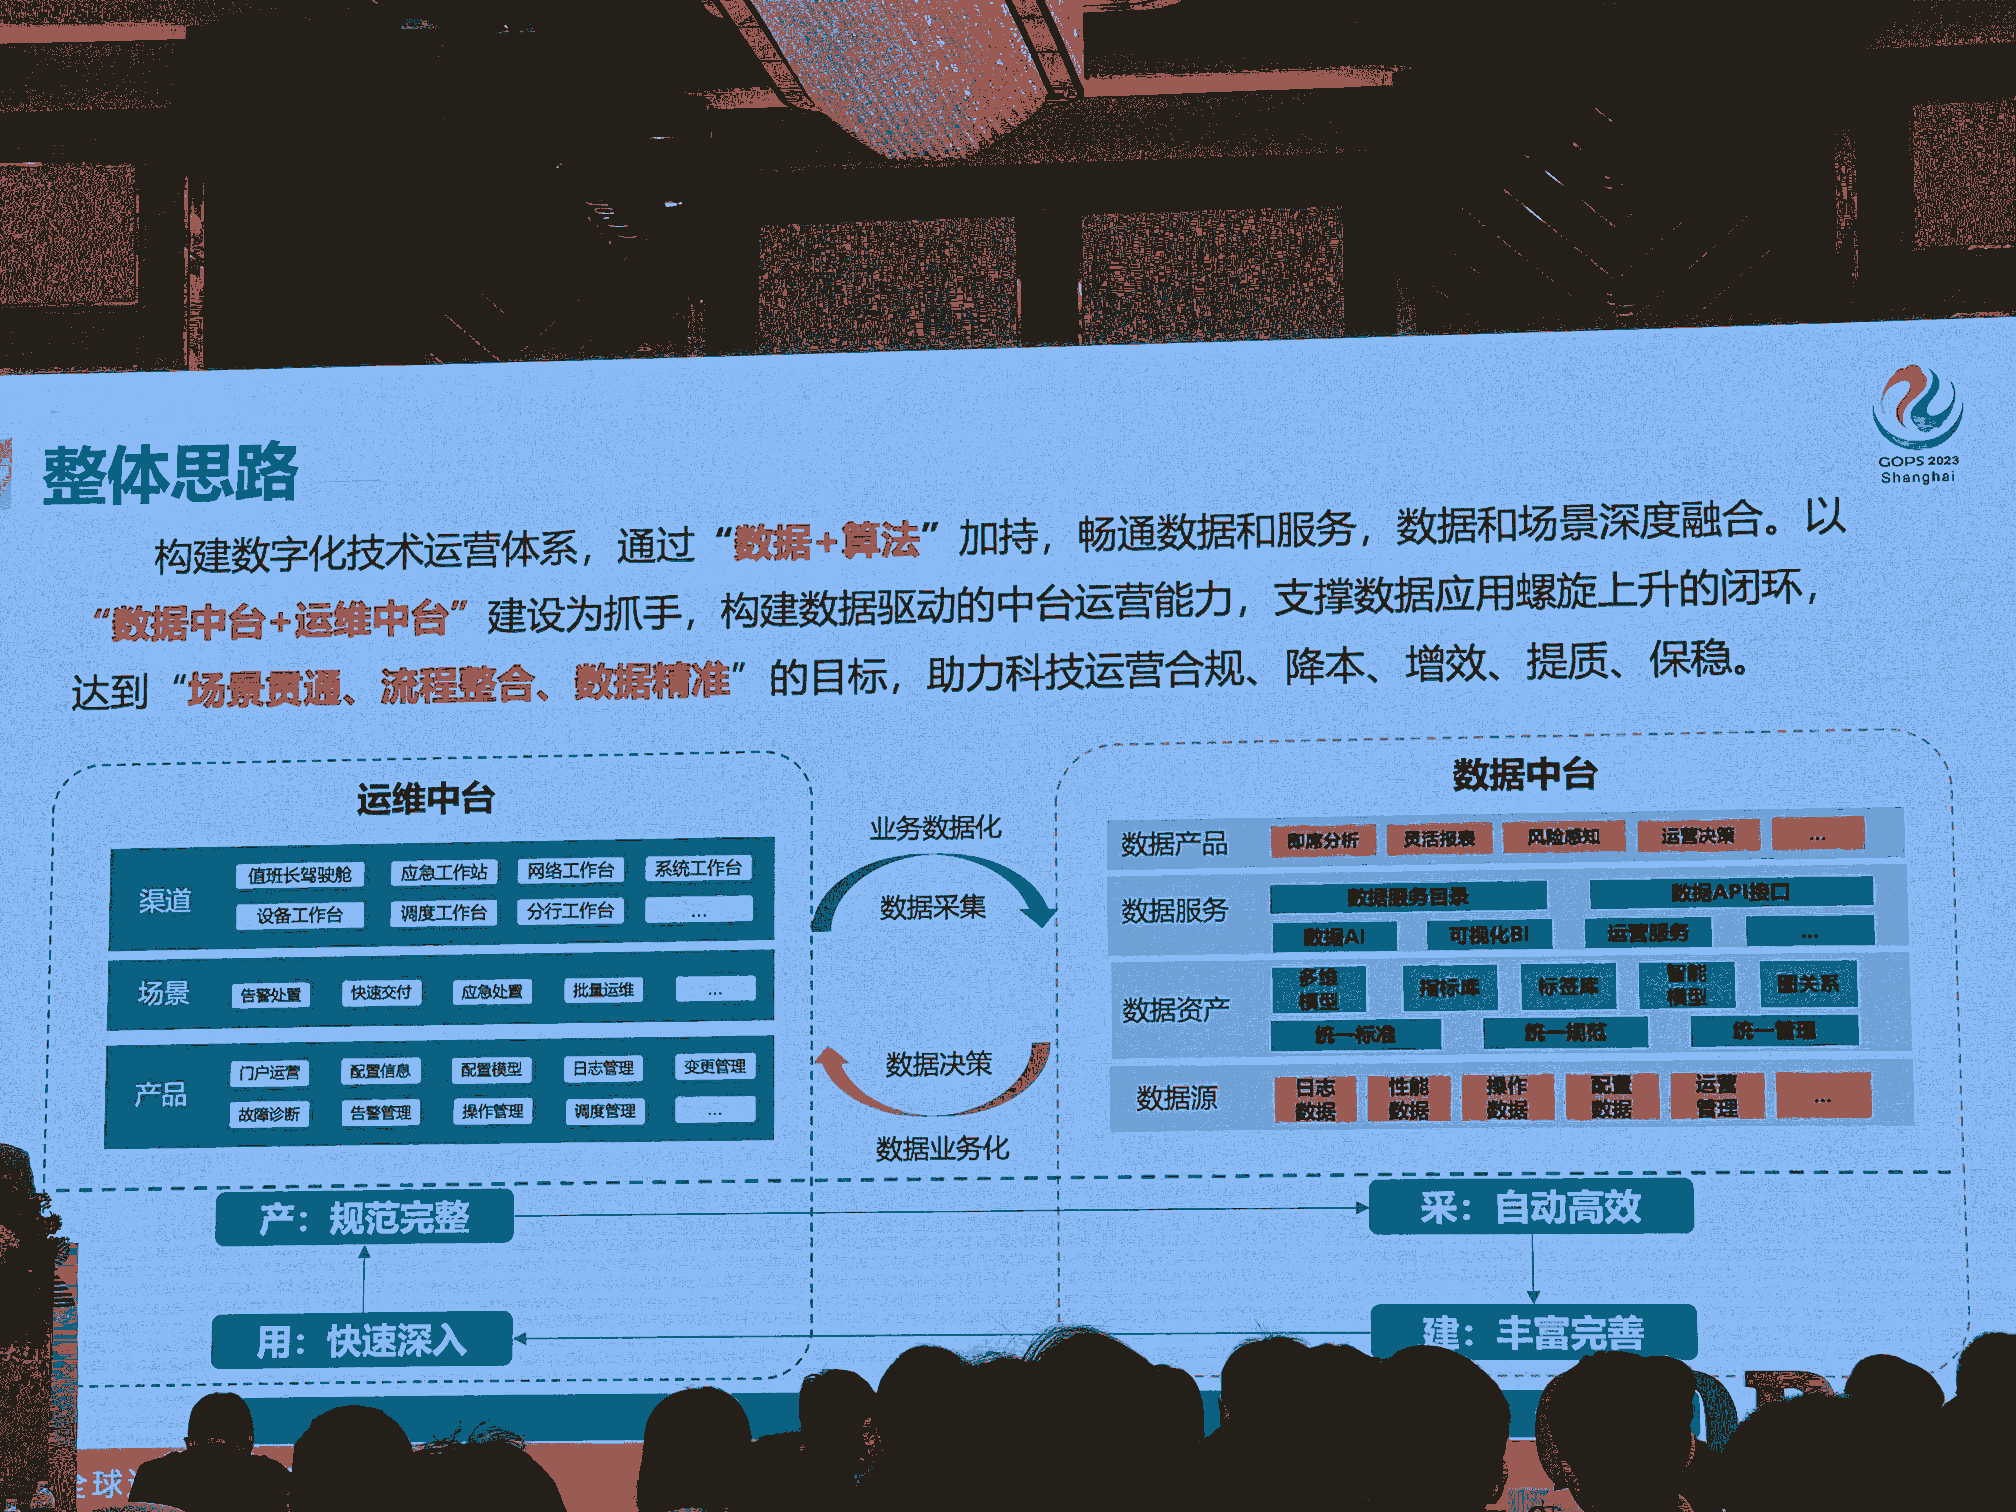 GOPS 2023
Shanghai
整体思路
构建数字化技术运营体系，通过“数据+算法”加持，畅通数据和服务，数据和场景深度融合。以
“数据中台+运维中台”建设为抓手，构建数据驱动的中台运营能力，支撑数据应用螺旋上升的闭环，
达到“场景贯通、流程整合、数据精准”的目标，助力科技运营合规、降本、增效、提质、保稳。
运维中台
渠道
值班长驾驶舱 应急工作站 网络工作台 系统工作台
设备工作台 调度工作台 分行工作台 ...
场景
告警处置 快速交付 应急处置 批量运维 ...
产品
门户运营 配置信息 配置模型 日志管理 变更管理
故障诊断 告警管理 操作管理 调度管理 ...
业务数据化
数据采集
数据决策
数据业务化
数据中台
数据产品
即席分析 灵活报表 风险感知 运营决策 ...
数据服务
数据服务目录 数据API接口
数据AI 可视化BI 运营服务 ...
数据资产
多维模型 指标库 标签库 智能模型 图关系
统一标准 统一规范 统一管理
数据源
日志数据 性能数据 操作数据 配置数据 运营管理 ...
产：规范完整
采：自动高效
用：快速深入
建：丰富完善
全球